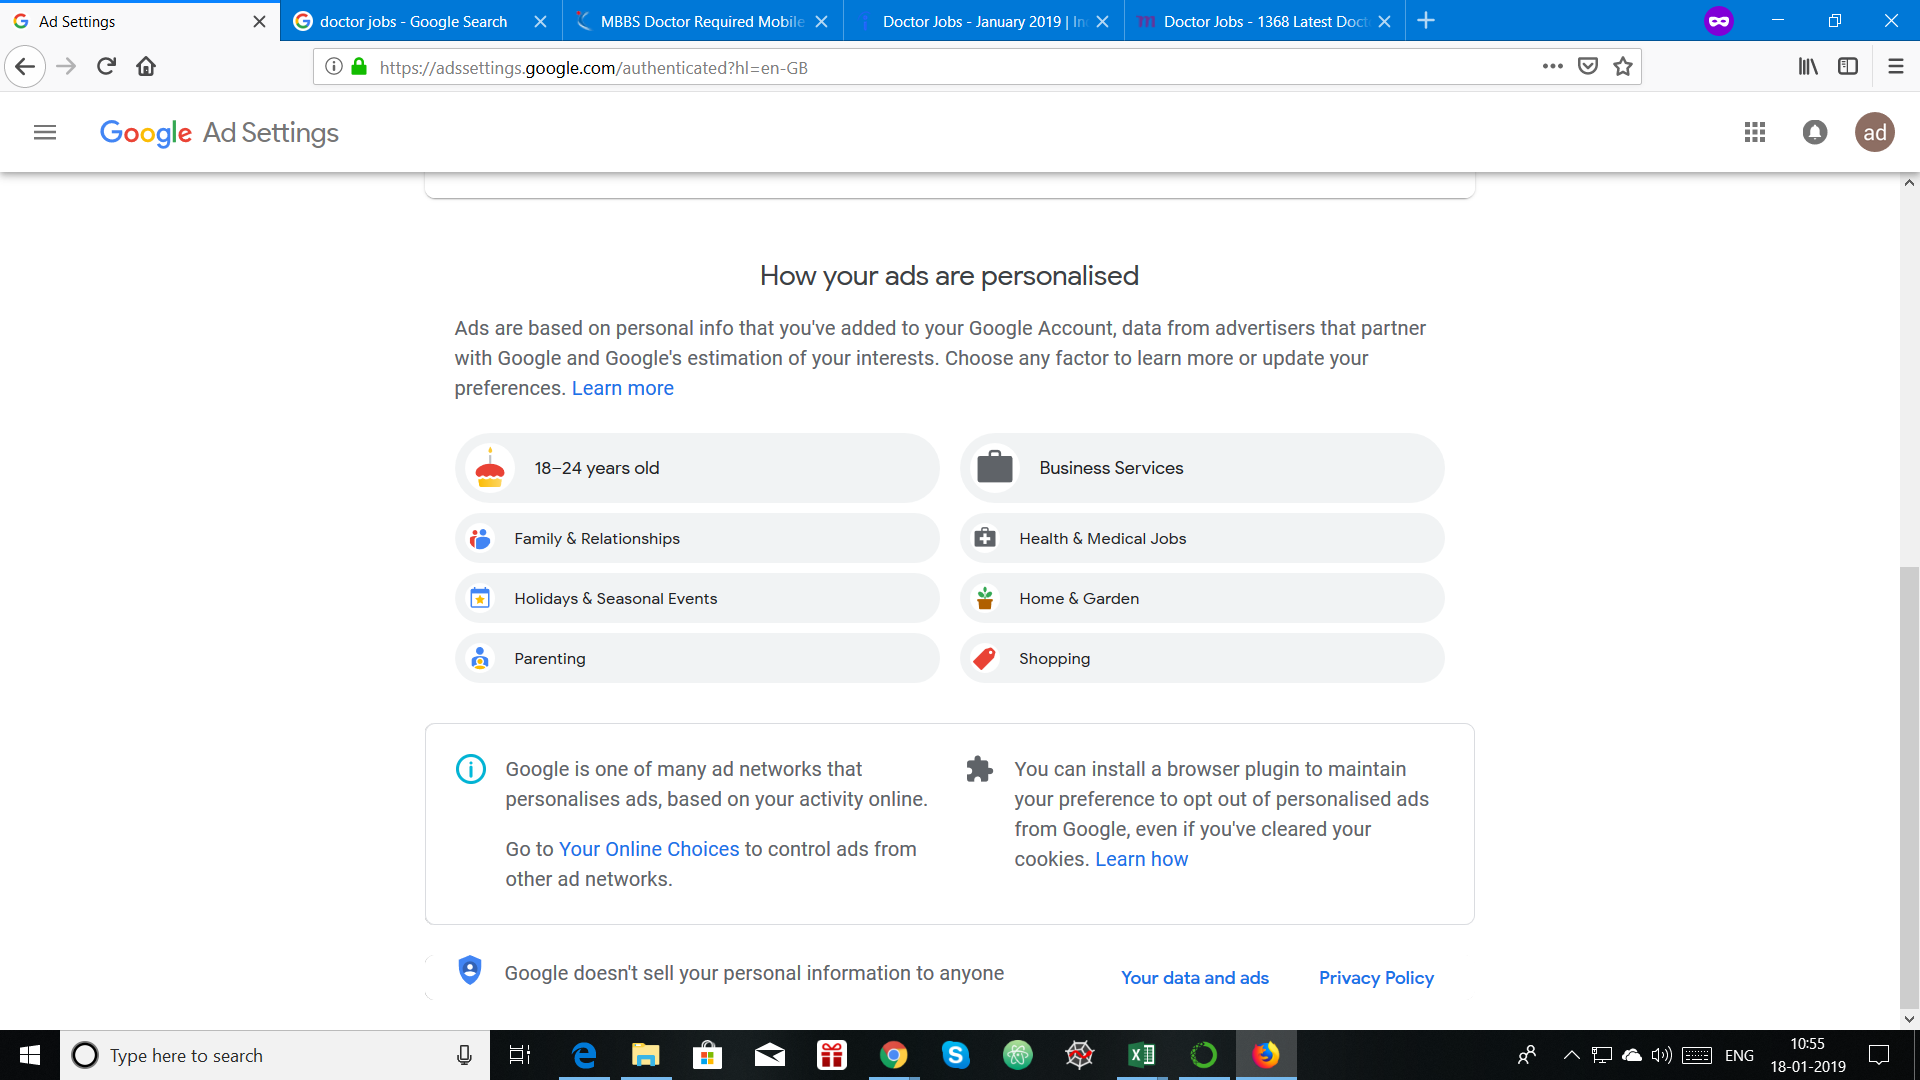 Ad Settings
doctor jobs - Google Search
MBBS Doctor Required Mobile
Doctor Jobs - January 2019 | In
Doctor Jobs - 1368 Latest Doct
https://adssettings.google.com/authenticated?hl=en-GB
Google Ad Settings
ad
How your ads are personalised
Ads are based on personal info that you've added to your Google Account, data from advertisers that partner
with Google and Google's estimation of your interests. Choose any factor to learn more or update your
preferences. Learn more
18–24 years old
Business Services
Family & Relationships
Health & Medical Jobs
Holidays & Seasonal Events
Home & Garden
Parenting
Shopping
Google is one of many ad networks that
personalises ads, based on your activity online.
Go to Your Online Choices to control ads from
other ad networks.
You can install a browser plugin to maintain
your preference to opt out of personalised ads
from Google, even if you've cleared your
cookies. Learn how
Google doesn't sell your personal information to anyone
Your data and ads
Privacy Policy
Type here to search
ENG
10:55
18-01-2019